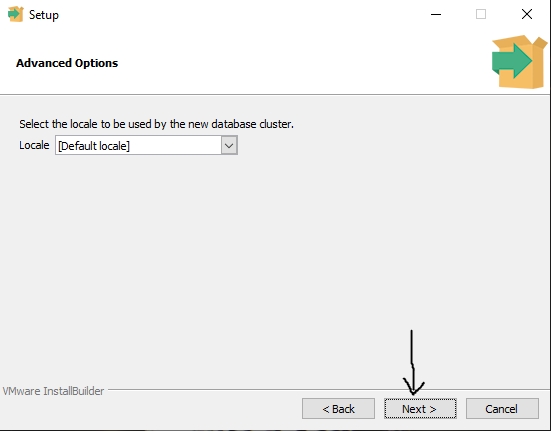 Setup
Advanced Options
Select the locale to be used by the new database cluster.
Locale [Default locale]
VMware InstallBuilder
< Back Next > Cancel